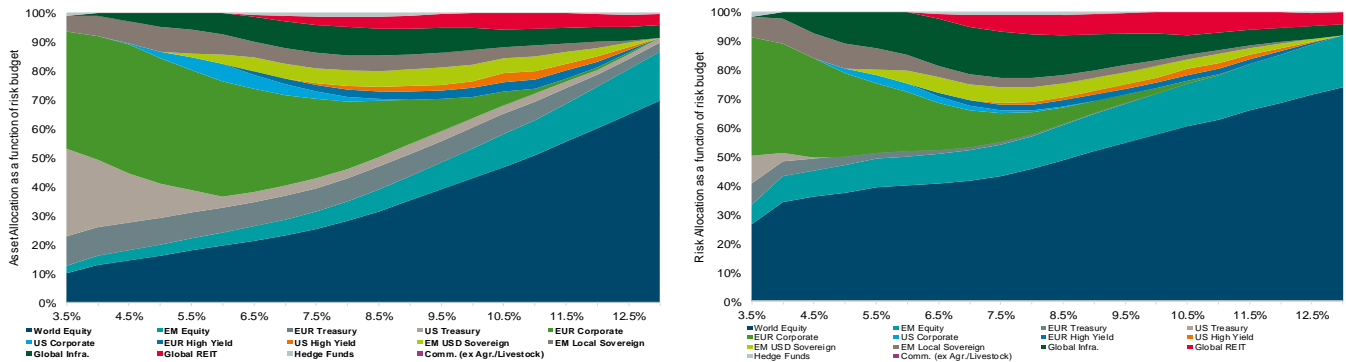 Asset Allocation as a function of risk budget
100%
90%
80%
70%
60%
50%
40%
30%
20%
10%
0%
3.5% 4.5% 5.5% 6.5% 7.5% 8.5% 9.5% 10.5% 11.5% 12.5%
World Equity EM Equity EUR Treasury US Treasury EUR Corporate
US Corporate EUR High Yield US High Yield EM USD Sovereign EM Local Sovereign
Global Infra. Global REIT Hedge Funds Comm. (ex Agr./Livestock)
Risk Allocation as a function of risk budget
100%
90%
80%
70%
60%
50%
40%
30%
20%
10%
0%
3.5% 4.5% 5.5% 6.5% 7.5% 8.5% 9.5% 10.5% 11.5% 12.5%
World Equity EM Equity EUR Treasury US Treasury
EUR Corporate US Corporate EUR High Yield US High Yield
EM USD Sovereign EM Local Sovereign Global Infra. Global REIT
Hedge Funds Comm. (ex Agr./Livestock)